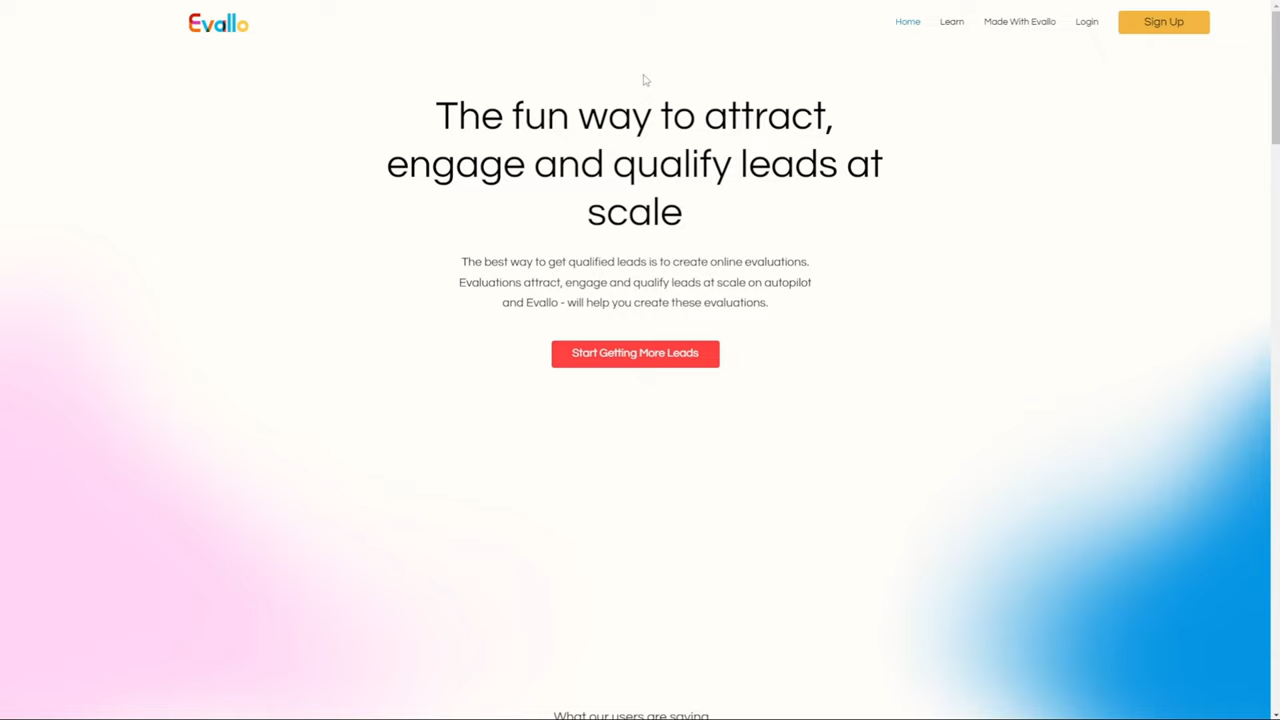 Evallo
Home Learn Made With Evallo Login Sign Up
The fun way to attract,
engage and qualify leads at
scale
The best way to get qualified leads is to create online evaluations.
Evaluations attract, engage and qualify leads at scale on autopilot
and Evallo - will help you create these evaluations.
Start Getting More Leads
What our users are saying